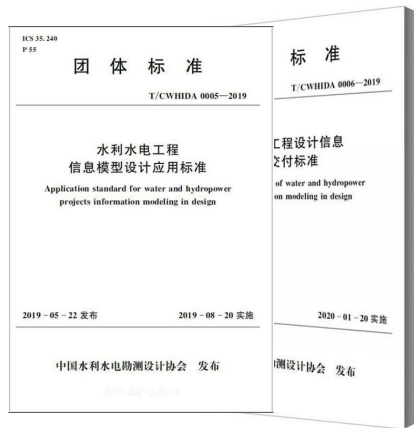 ICS 35.240
P 55
团体标准
T/CWHIDA 0005—2019
水利水电工程
信息模型设计应用标准
Application standard for water and hydropower
projects information modeling in design
2019-05-22 发布
2019-08-20 实施
中国水利水电勘测设计协会 发布
标准
T/CWHIDA 0006—2019
工程设计信息
交付标准
of water and hydropower
on modeling in design
2020-01-20 实施
测设计协会 发布